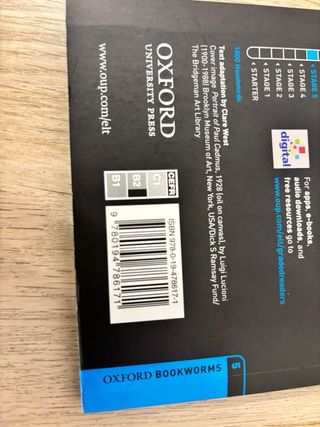 STAGE 5
STAGE 4
STAGE 3
STAGE 2
STAGE 1
STARTER
1800 Headwords
digital
For apps, e-books,
audio downloads, and
free resources go to
www.oup.com/elt/gradedreaders
Text adaptation by Clare West
Cover image: Portrait of Paul Cadmus, 1928 (oil on canvas), by Luigi Lucioni
(1900-1988) Brooklyn Museum of Art, New York, USA/Dick S Ramsay Fund/
The Bridgeman Art Library
OXFORD
UNIVERSITY PRESS
www.oup.com/elt
CEFR
C1
B2
B1
ISBN 978-0-19-478617-1
9 780194 786171
OXFORD BOOKWORMS 5